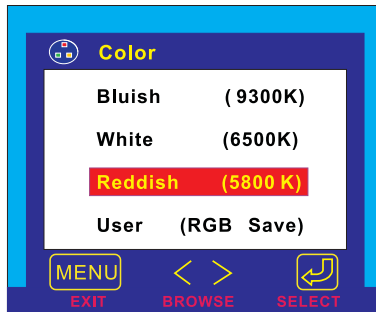 Color
Bluish (9300K)
White (6500K)
Reddish (5800 K)
User (RGB Save)
MENU < >
EXIT BROWSE SELECT